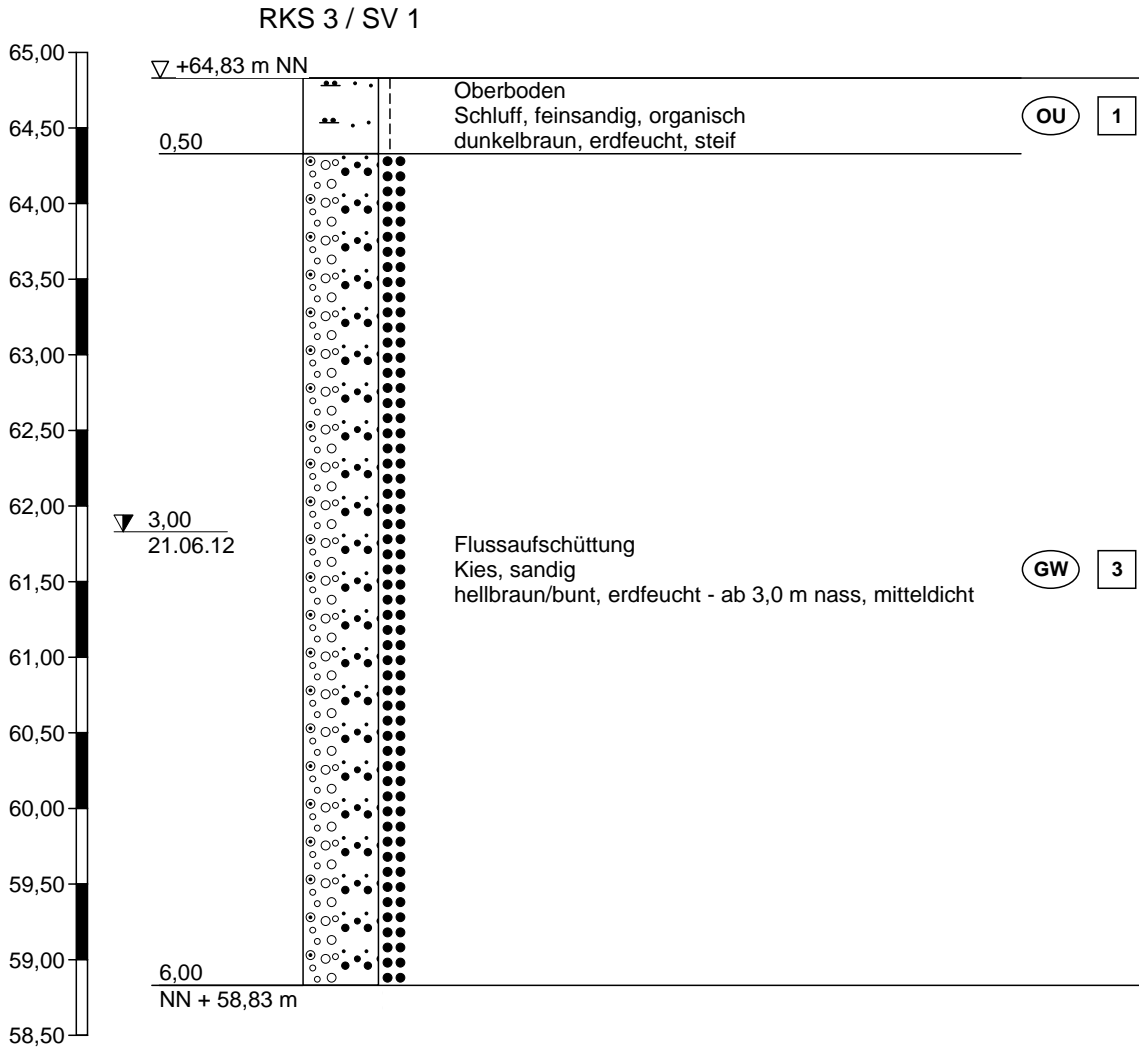 RKS 3 / SV 1
65,00
+64,83 m NN
Oberboden
Schluff, feinsandig, organisch
dunkelbraun, erdfeucht, steif
OU
1
64,50
0,50
64,00
63,50
63,00
62,50
62,00
3,00
21.06.12
61,50
Flussaufschüttung
Kies, sandig
hellbraun/bunt, erdfeucht - ab 3,0 m nass, mitteldicht
GW
3
61,00
60,50
60,00
59,50
59,00
6,00
NN + 58,83 m
58,50